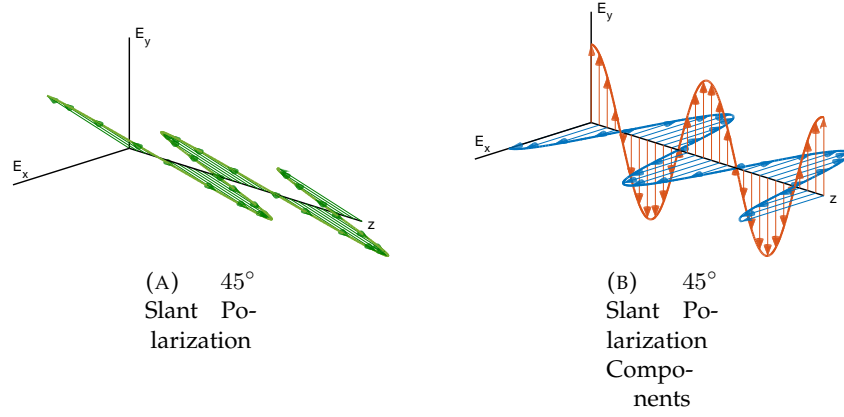 E_y
E_x
z
(A) 45°
Slant Po-
larization
E_y
E_x
z
(B) 45°
Slant Po-
larization
Compo-
nents